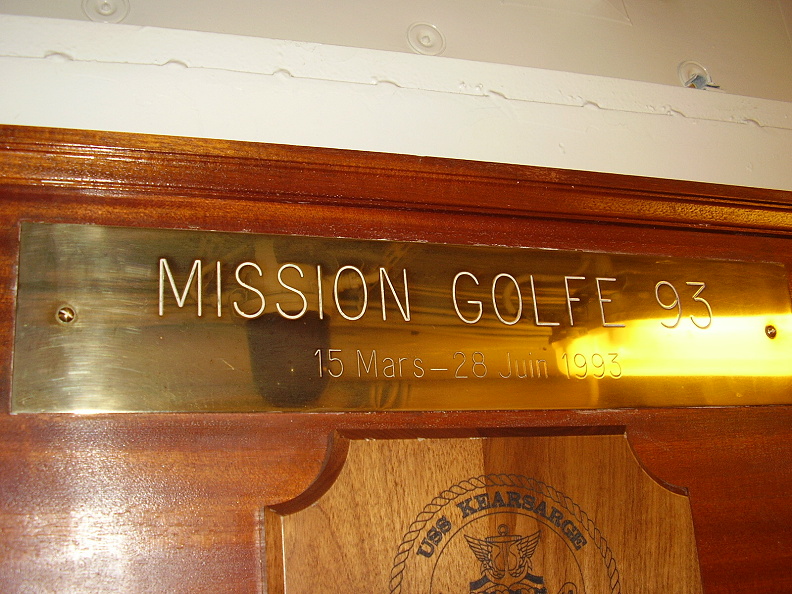 MISSION GOLFE 93
15 Mars-28 Juin 1993
USS KEARSARGE